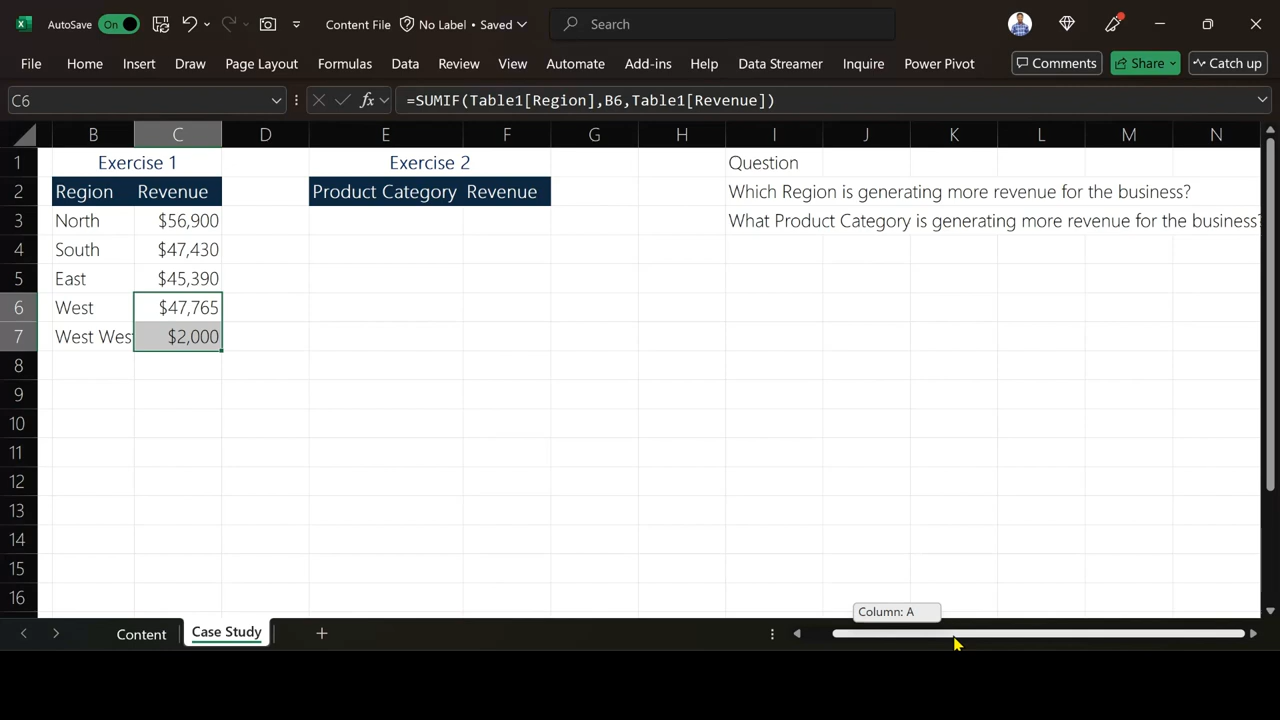 AutoSave On Content File No Label • Saved Search
File Home Insert Draw Page Layout Formulas Data Review View Automate Add-ins Help Data Streamer Inquire Power Pivot Comments Share Catch up
C6 fx =SUMIF(Table1[Region],B6,Table1[Revenue])
B C D E F G H I J K L M N
1 Exercise 1 Exercise 2 Question
2 Region Revenue Product Category Revenue Which Region is generating more revenue for the business?
3 North $56,900 What Product Category is generating more revenue for the business?
4 South $47,430
5 East $45,390
6 West $47,765
7 West West $2,000
8
9
10
11
12
13
14
15
16
Column: A
Content Case Study